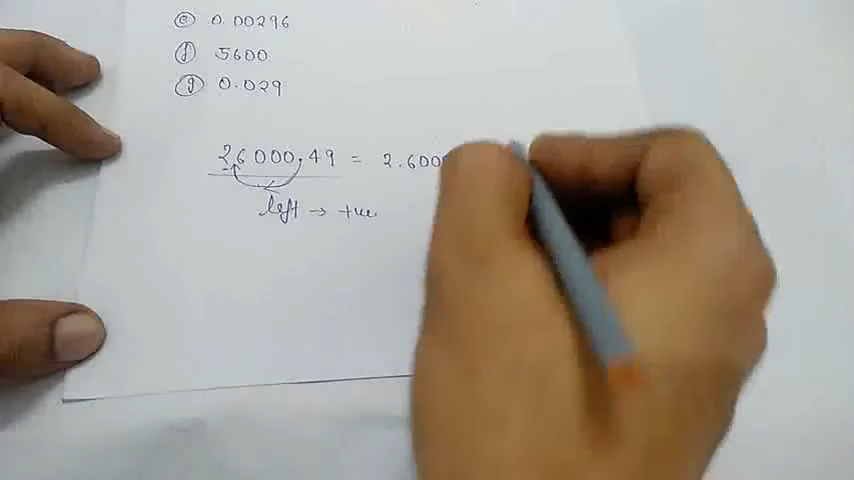 (e) 0.00296
(f) 5600
(g) 0.029
26000.49 = 2.600
left → +ve